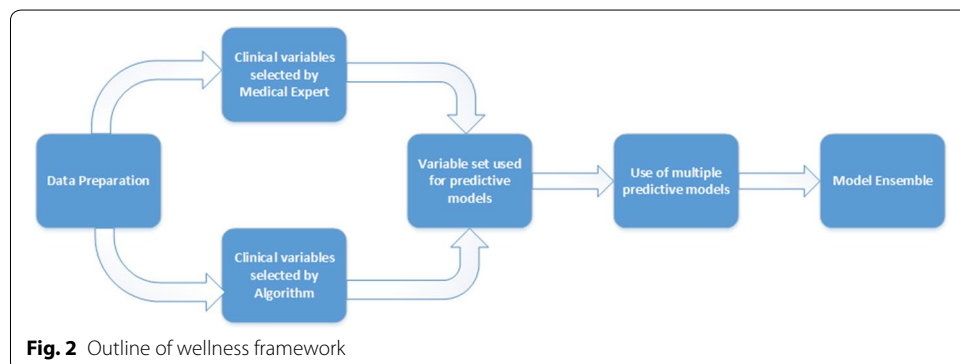 Clinical variables
selected by
Medical Expert
Data Preparation
Variable set used
for predictive
models
Use of multiple
predictive models
Model Ensemble
Clinical variables
selected by
Algorithm
Fig. 2 Outline of wellness framework